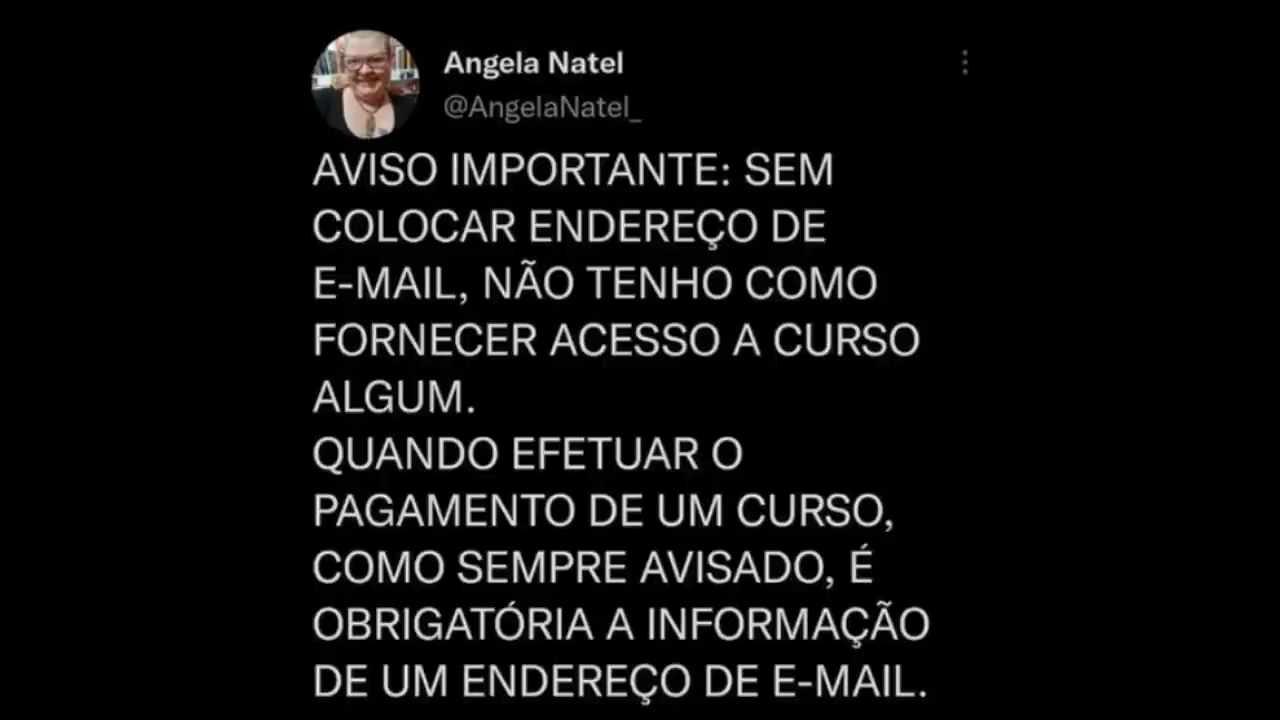 Angela Natel
@AngelaNatel_
AVISO IMPORTANTE: SEM
COLOCAR ENDEREÇO DE
E-MAIL, NÃO TENHO COMO
FORNECER ACESSO A CURSO
ALGUM.
QUANDO EFETUAR O
PAGAMENTO DE UM CURSO,
COMO SEMPRE AVISADO, É
OBRIGATÓRIA A INFORMAÇÃO
DE UM ENDEREÇO DE E-MAIL.